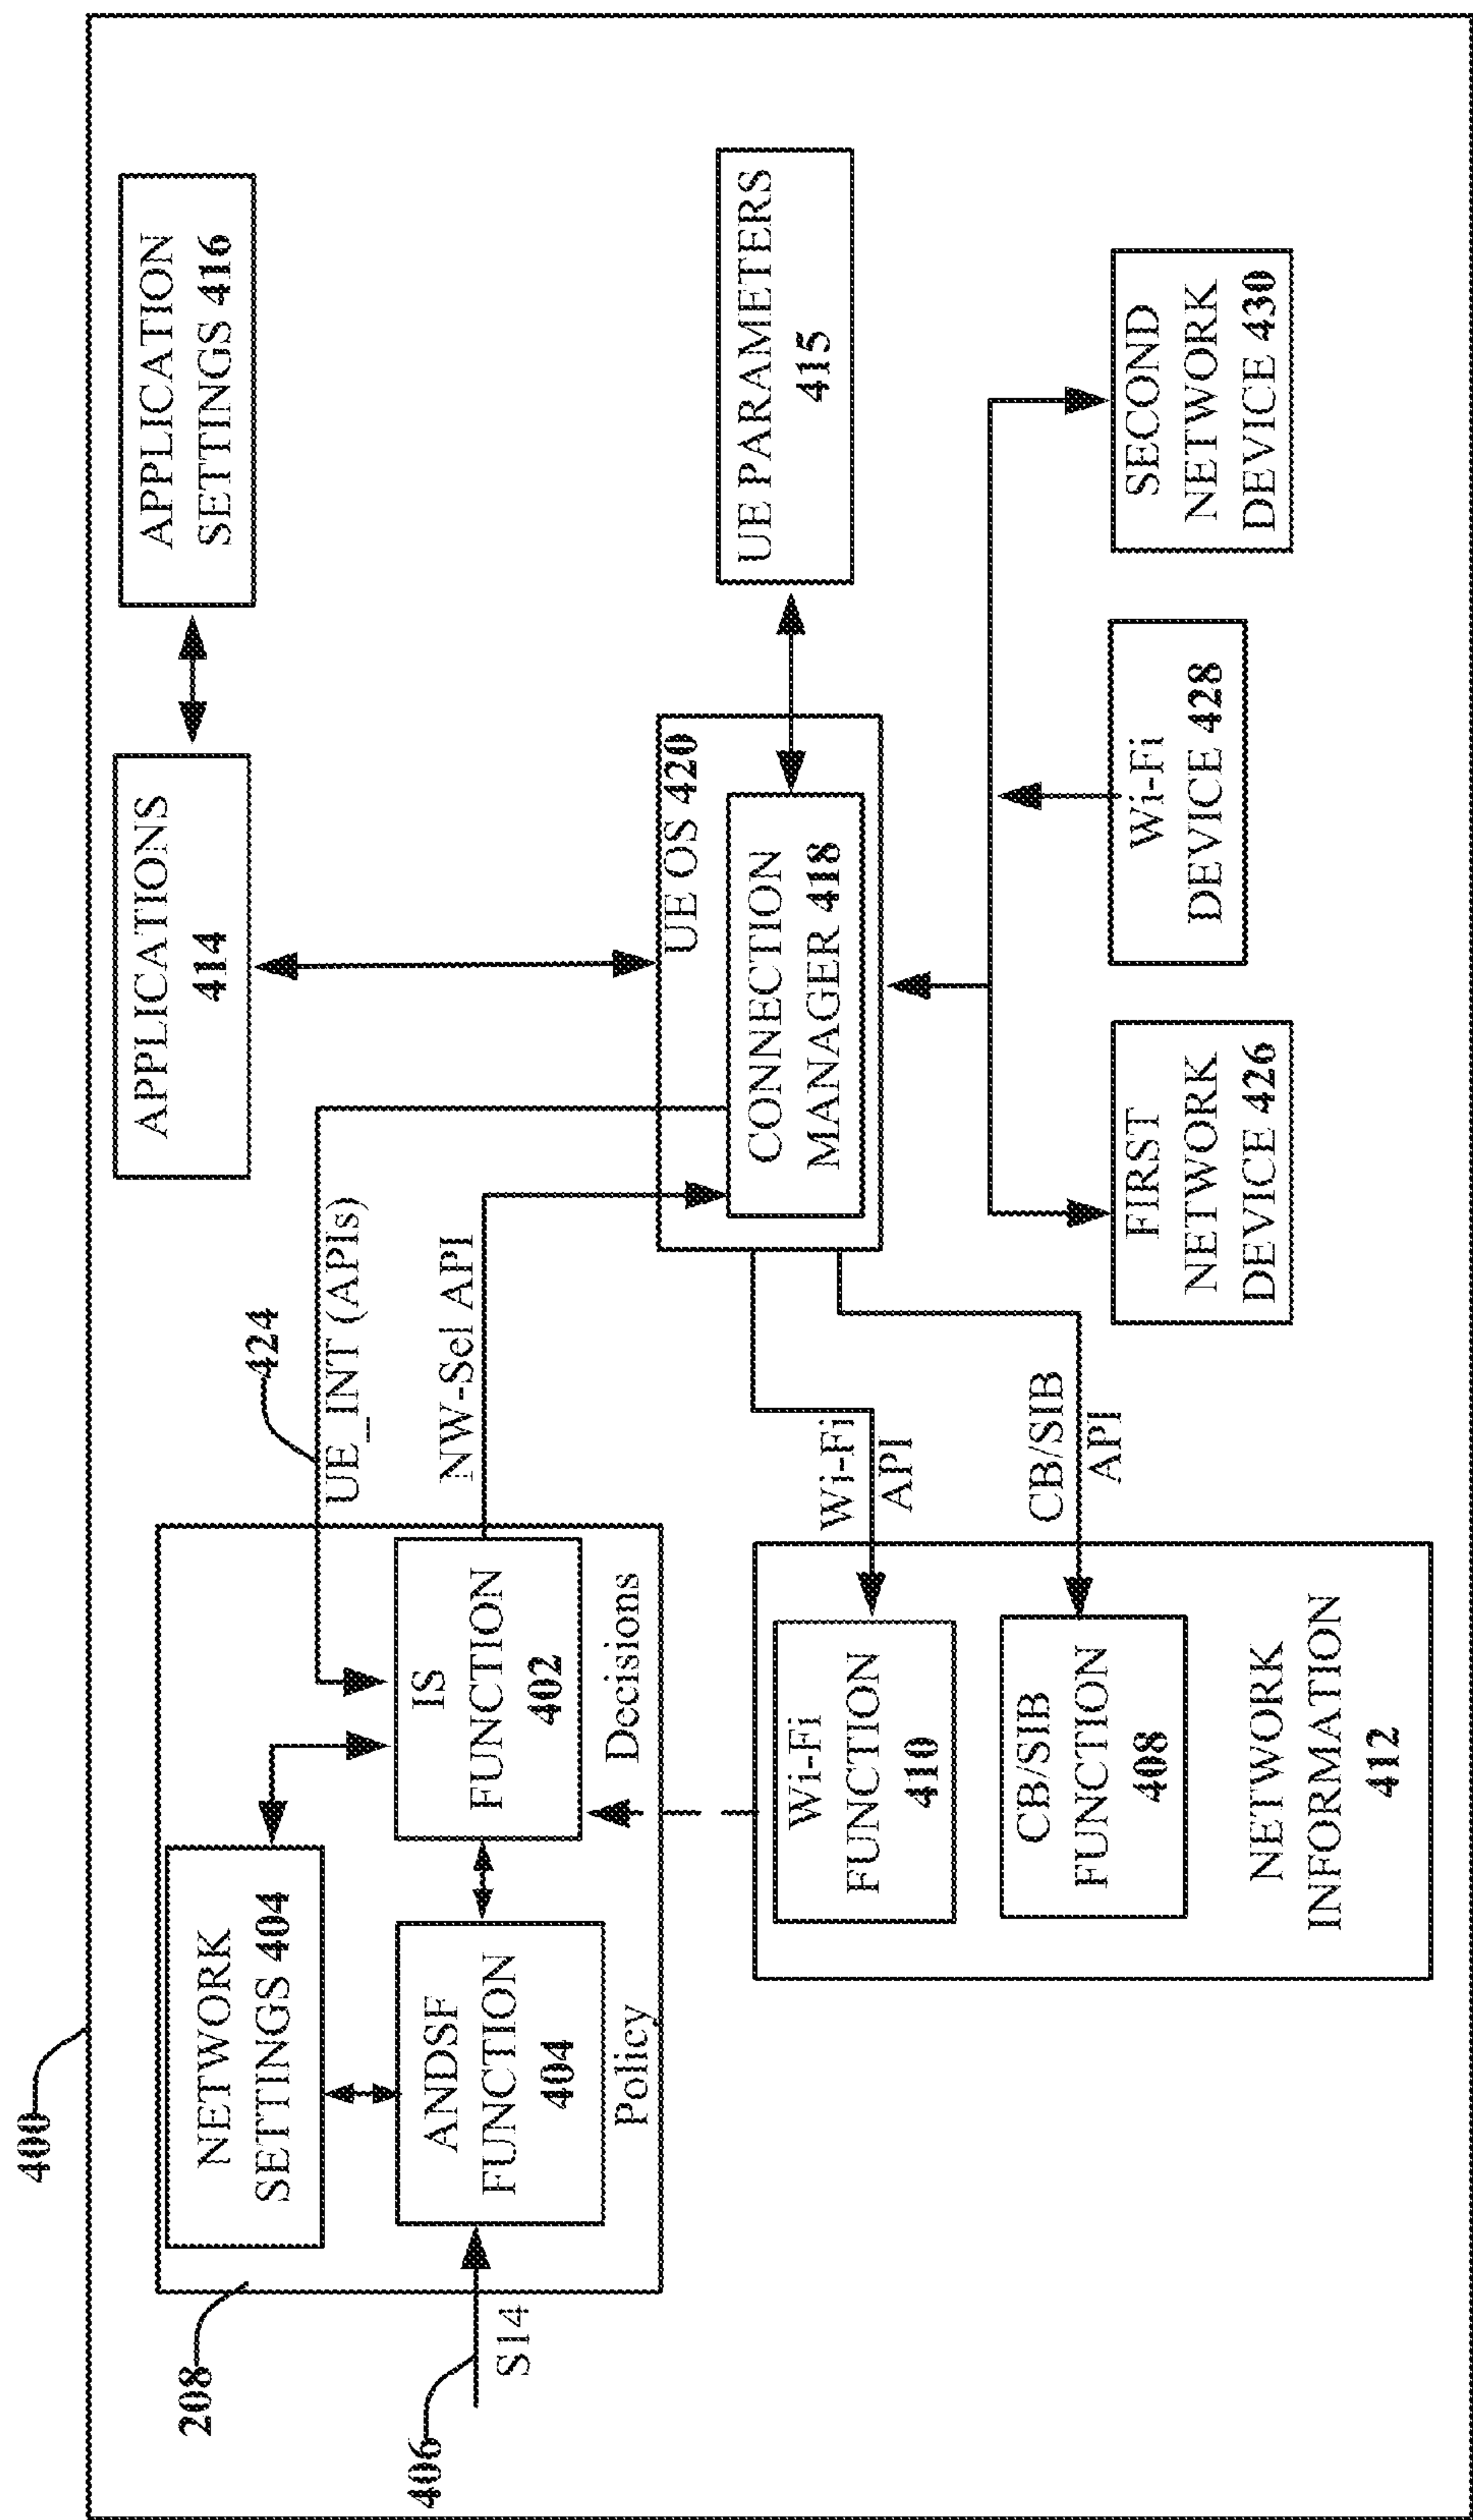 400
208
NETWORK
SETTINGS 404
ANDSF
FUNCTION
404
Policy
IS
FUNCTION
402
Decisions
406
S14
424
UE_INT (APIs)
NW-Sel API
APPLICATIONS
414
APPLICATION
SETTINGS 416
UE OS 420
CONNECTION
MANAGER 418
UE PARAMETERS
415
Wi-Fi
API
CB/SIB
API
Wi-Fi
FUNCTION
410
CB/SIB
FUNCTION
408
NETWORK
INFORMATION
412
FIRST
NETWORK
DEVICE 426
Wi-Fi
DEVICE 428
SECOND
NETWORK
DEVICE 430